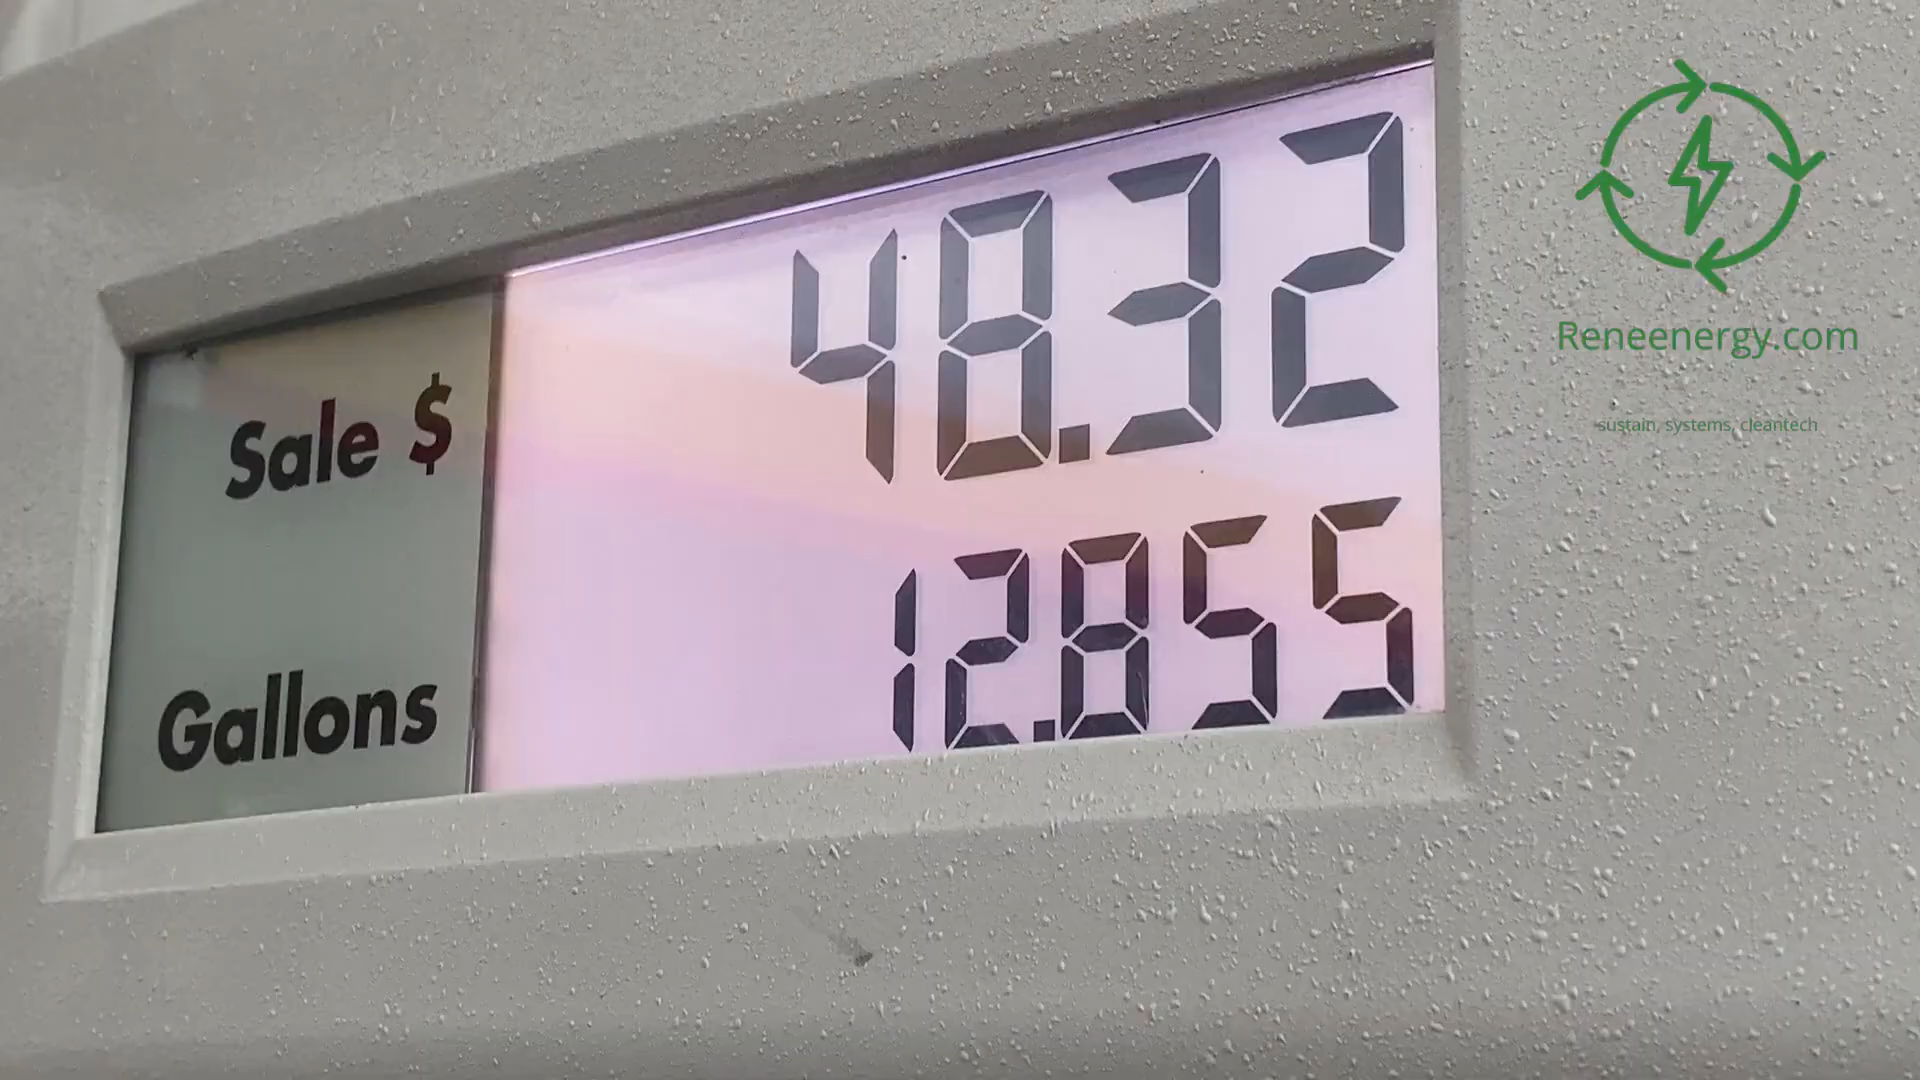 Sale $ 48.32
Gallons 12.855
Reneenergy.com
sustain, systems, cleantech